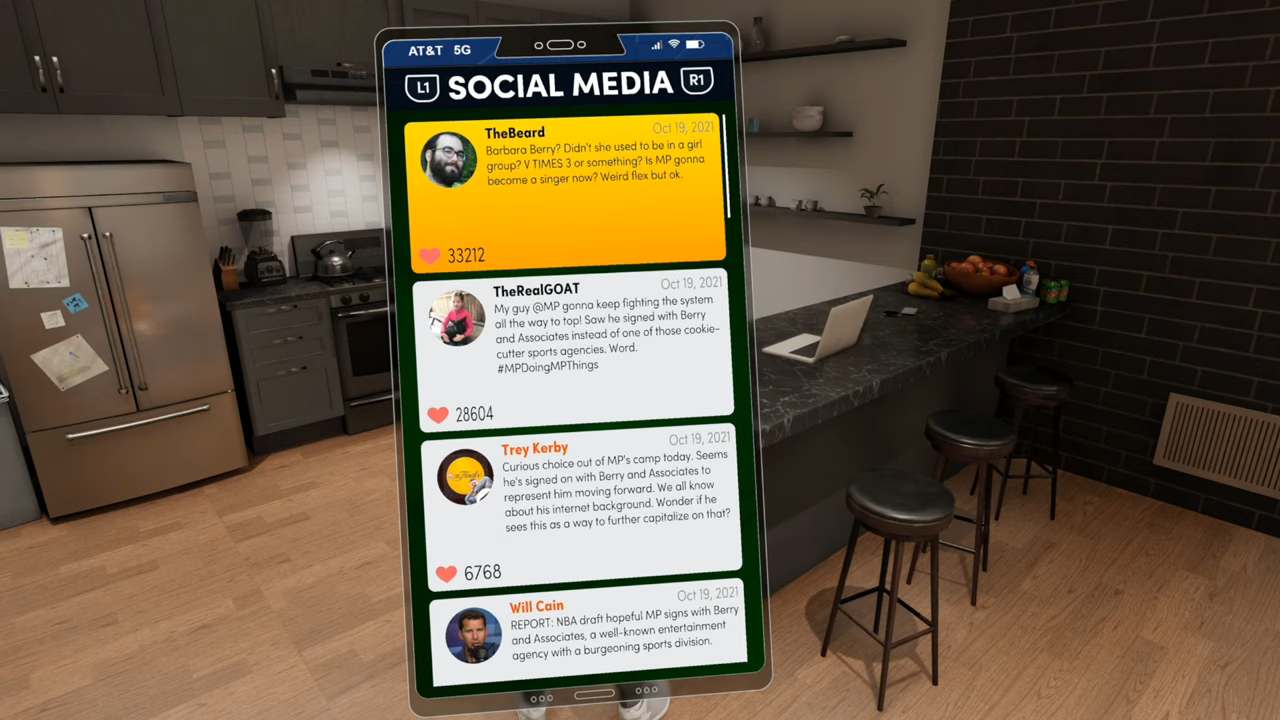 AT&T 5G
L1 SOCIAL MEDIA R1
TheBeard Oct 19, 2021
Barbara Berry? Didn't she used to be in a girl
group? V TIMES 3 or something? Is MP gonna
become a singer now? Weird flex but ok.
33212
TheRealGOAT Oct 19, 2021
My guy @MP gonna keep fighting the system
all the way to top! Saw he signed with Berry
and Associates instead of one of those cookie-
cutter sports agencies. Word.
#MPDoingMPThings
28604
Trey Kerby Oct 19, 2021
Curious choice out of MP's camp today. Seems
he's signed on with Berry and Associates to
represent him moving forward. We all know
about his internet background. Wonder if he
sees this as a way to further capitalize on that?
6768
Will Cain Oct 19, 2021
REPORT: NBA draft hopeful MP signs with Berry
and Associates, a well-known entertainment
agency with a burgeoning sports division.